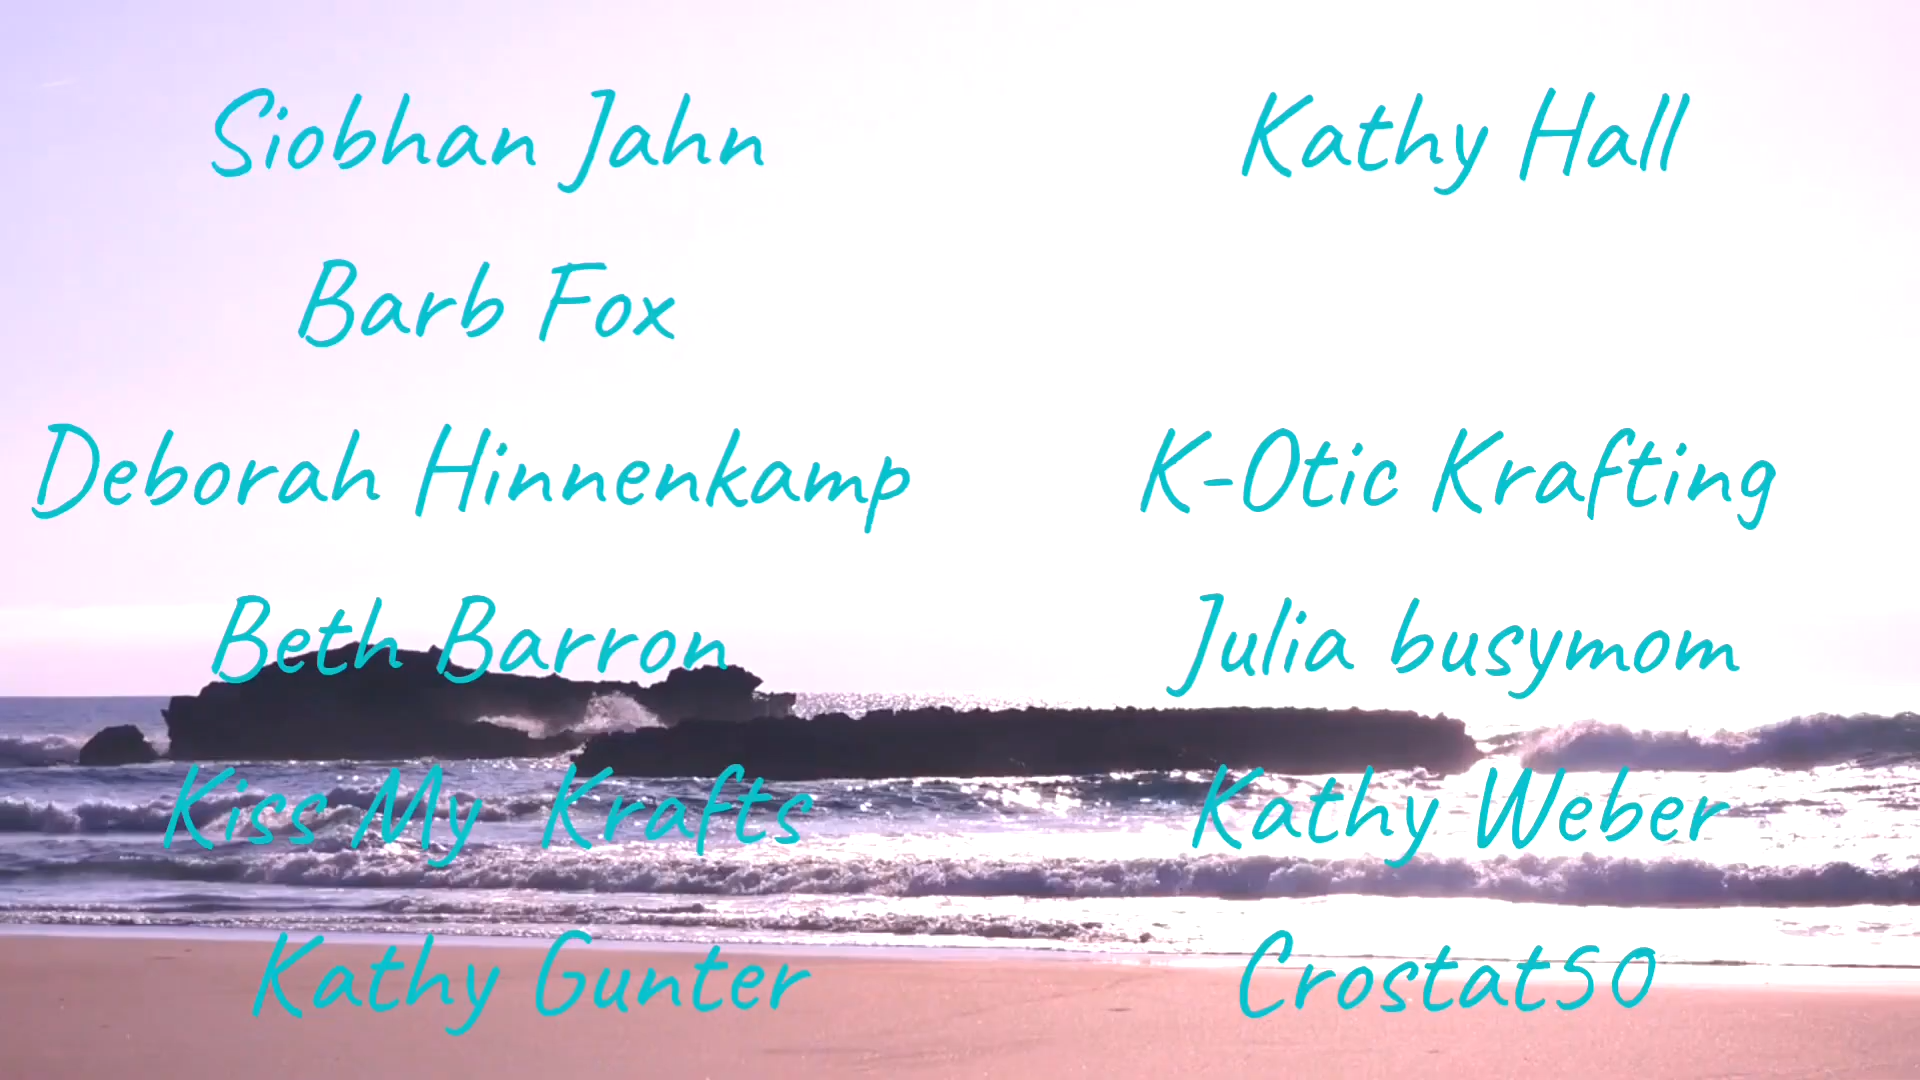 Siobhan Jahn
Kathy Hall
Barb Fox
Deborah Hinnenkamp
K-Otic Krafting
Beth Barron
Julia busymom
Kiss My Krafts
Kathy Weber
Kathy Gunter
Crostat50